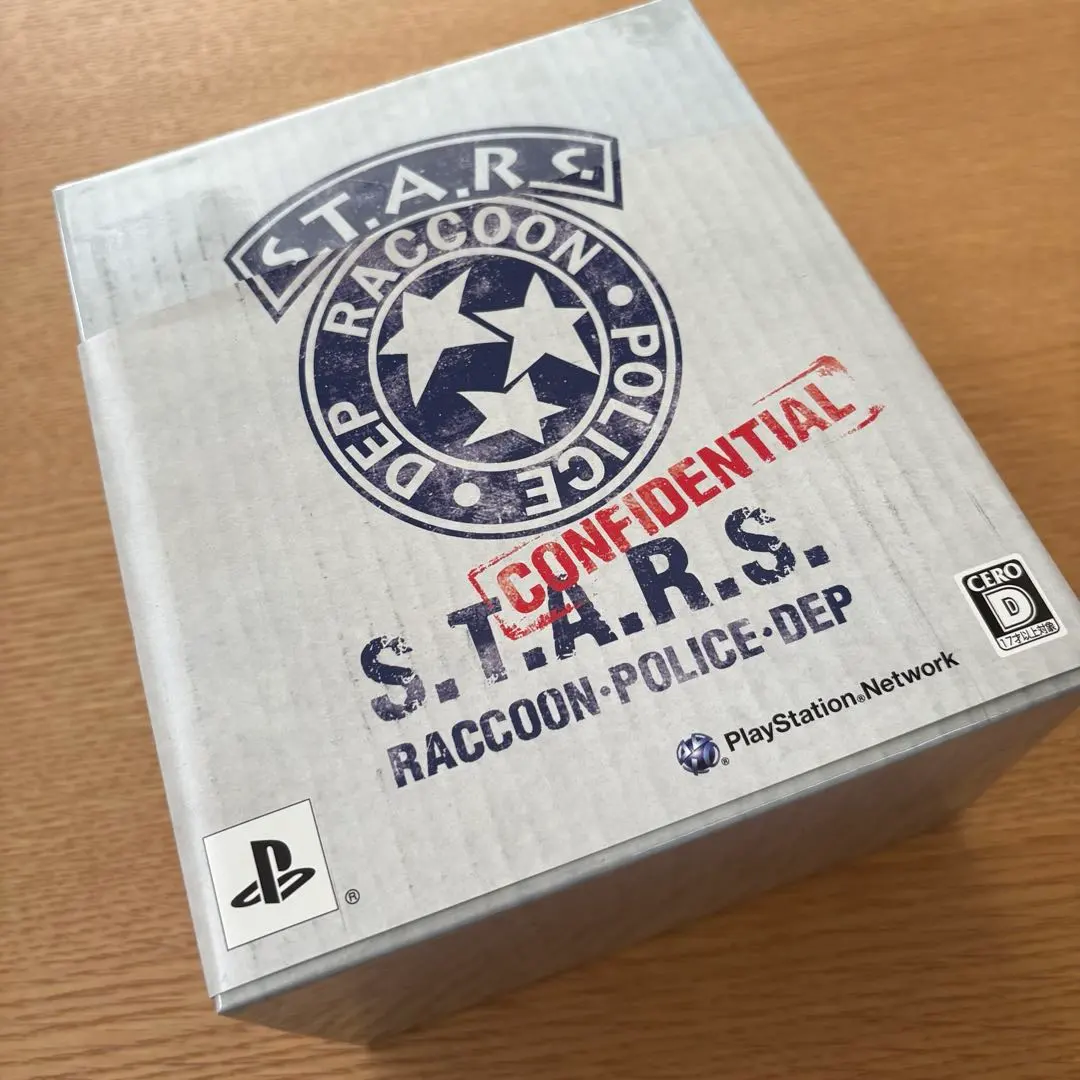 S.T.A.R.S.
RACCOON • POLICE • DEP
CONFIDENTIAL
S.T.A.R.S.
RACCOON•POLICE•DEP
CERO
D
17才以上対象
PlayStation®Network
®
®